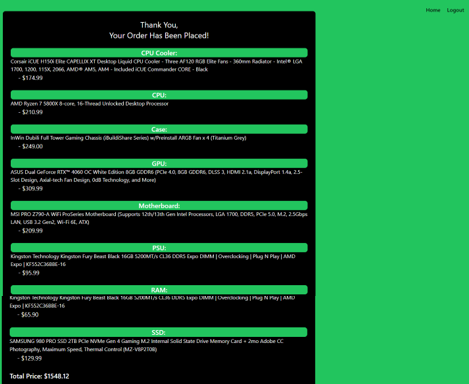 Home Logout
Thank You,
Your Order Has Been Placed!
CPU Cooler:
Corsair iCUE H150i Elite CAPELLIX XT Desktop Liquid CPU Cooler - Three AF120 RGB Elite Fans - 360mm Radiator - Intel® LGA
1700, 1200, 115X, 2066, AMD® AM5, AM4 - Included iCUE Commander CORE - Black
- $174.99
CPU:
AMD Ryzen 7 5800X 8-core, 16-Thread Unlocked Desktop Processor
- $210.99
Case:
InWin Dubili Full Tower Gaming Chassis (iBuildiShare Series) w/Preinstall ARGB Fan x 4 (Titanium Grey)
- $249.00
GPU:
ASUS Dual GeForce RTX™ 4060 OC White Edition 8GB GDDR6 (PCIe 4.0, 8GB GDDR6, DLSS 3, HDMI 2.1a, DisplayPort 1.4a, 2.5-
Slot Design, Axial-tech Fan Design, 0dB Technology, and More)
- $309.99
Motherboard:
MSI PRO Z790-A WiFi ProSeries Motherboard (Supports 12th/13th Gen Intel Processors, LGA 1700, DDR5, PCIe 5.0, M.2, 2.5Gbps
LAN, USB 3.2 Gen2, Wi-Fi 6E, ATX)
- $209.99
PSU:
Kingston Technology Kingston Fury Beast Black 16GB 5200MT/s CL36 DDR5 Expo DIMM | Overclocking | Plug N Play | AMD
Expo | KF552C36BBE-16
- $95.99
RAM:
Kingston Technology Kingston Fury Beast Black 16GB 5200MT/s CL36 DDR5 Expo DIMM | Overclocking | Plug N Play | AMD
Expo | KF552C36BBE-16
- $65.90
SSD:
SAMSUNG 980 PRO SSD 2TB PCIe NVMe Gen 4 Gaming M.2 Internal Solid State Drive Memory Card + 2mo Adobe CC
Photography, Maximum Speed, Thermal Control (MZ-V8P2T0B)
- $129.99
Total Price: $1548.12